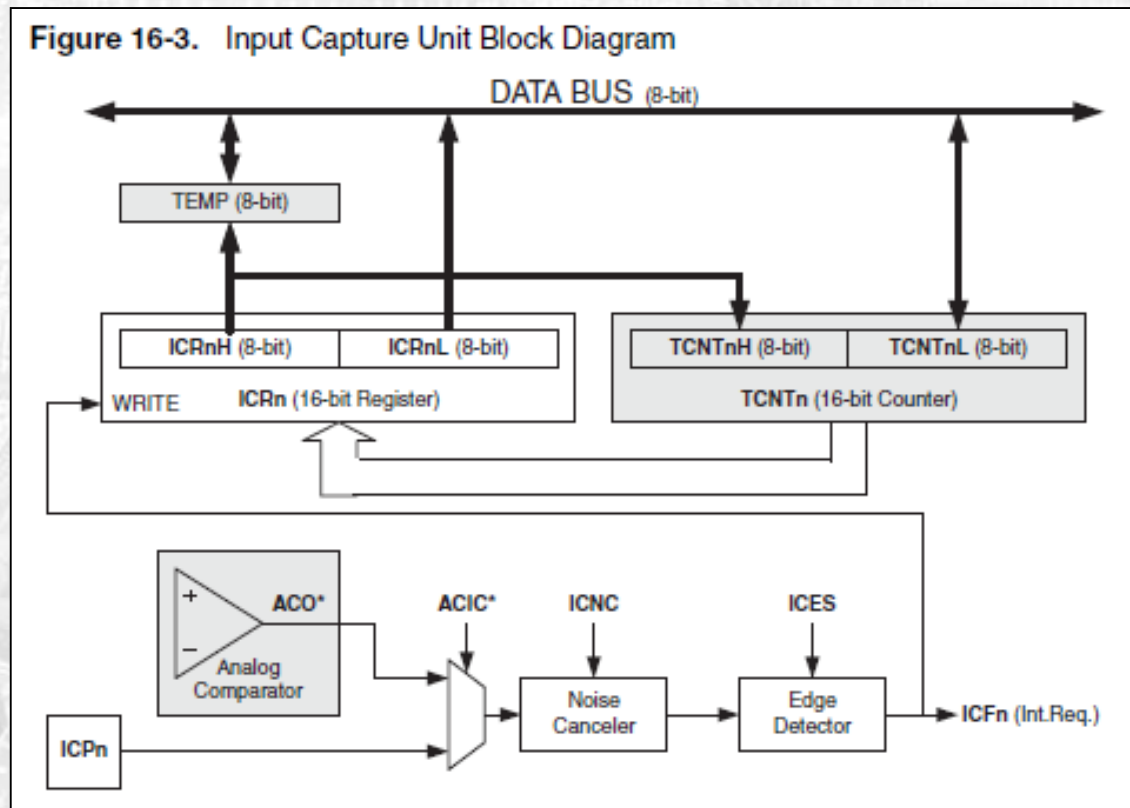 Figure 16-3. Input Capture Unit Block Diagram
DATA BUS (8-bit)
TEMP (8-bit)
ICRnH (8-bit) ICRnL (8-bit) TCNTnH (8-bit) TCNTnL (8-bit)
WRITE ICRn (16-bit Register) TCNTn (16-bit Counter)
+ ACO* ACIC* ICNC ICES
−
Analog
Comparator
Noise
Canceler
Edge
Detector
ICFn (Int.Req.)
ICPn